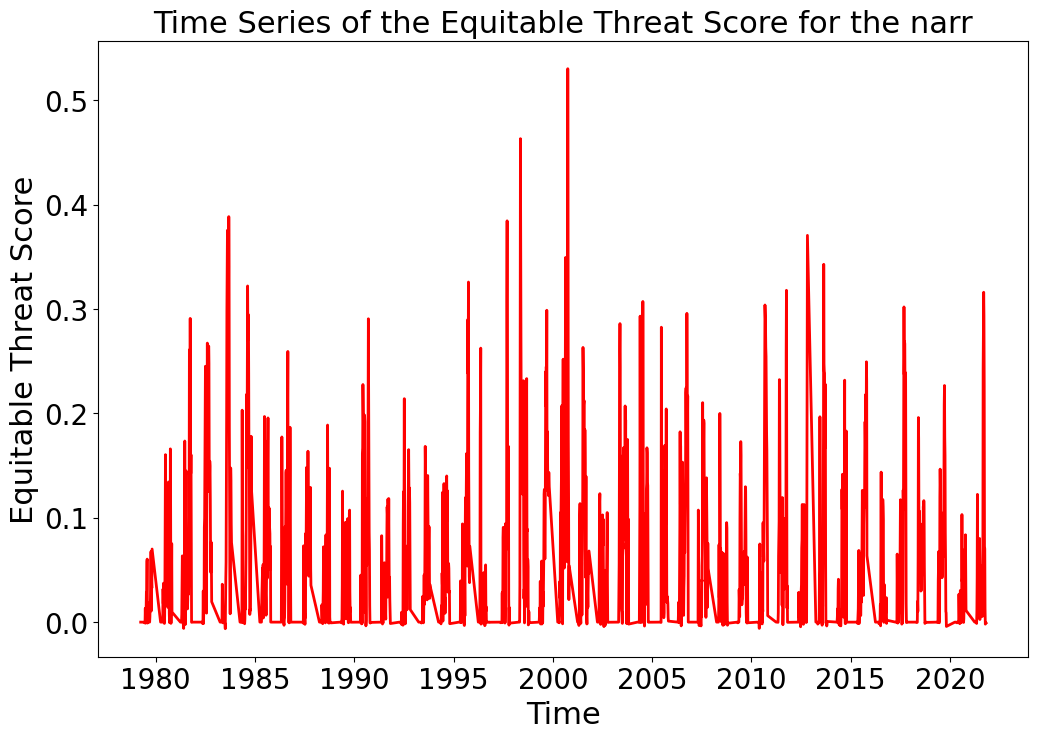 Time Series of the Equitable Threat Score for the narr
Equitable Threat Score
0.5
0.4
0.3
0.2
0.1
0.0
1980 1985 1990 1995 2000 2005 2010 2015 2020
Time